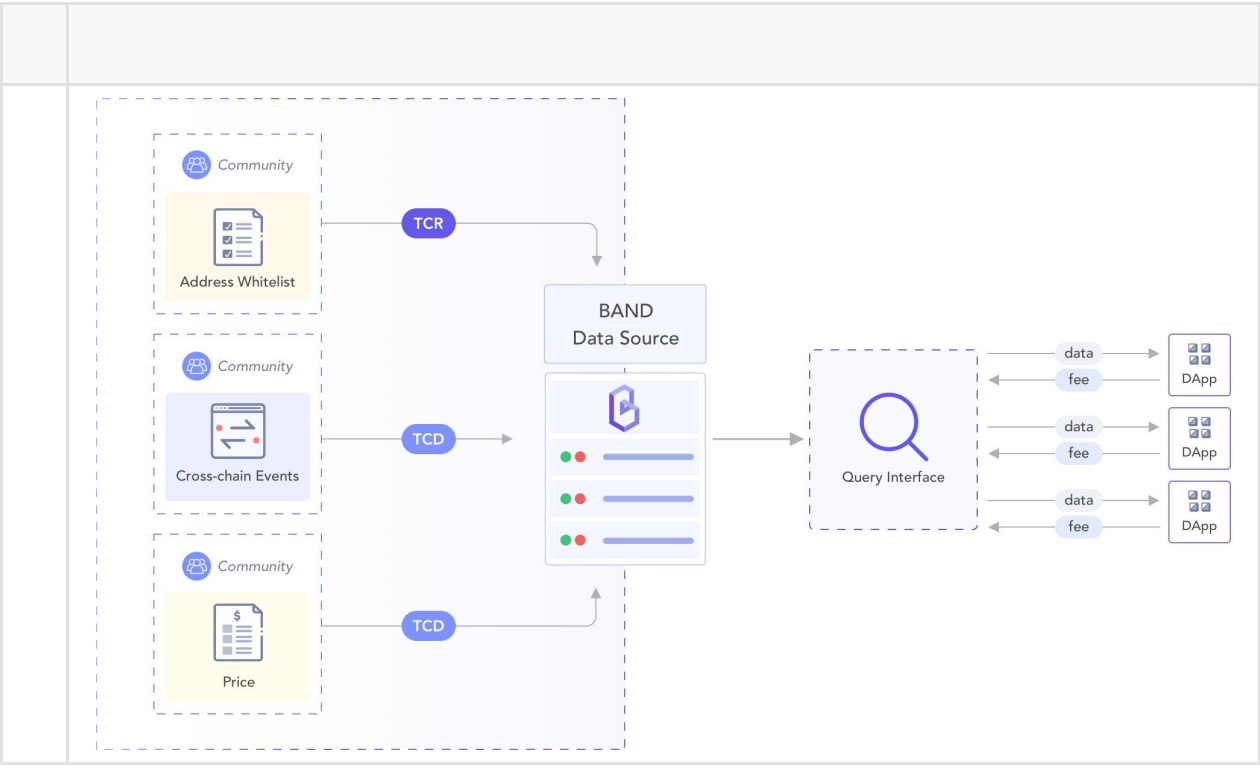 Community
Address Whitelist
TCR
Community
Cross-chain Events
TCD
Community
Price
TCD
BAND
Data Source
Query Interface
data
fee
DApp
data
fee
DApp
data
fee
DApp